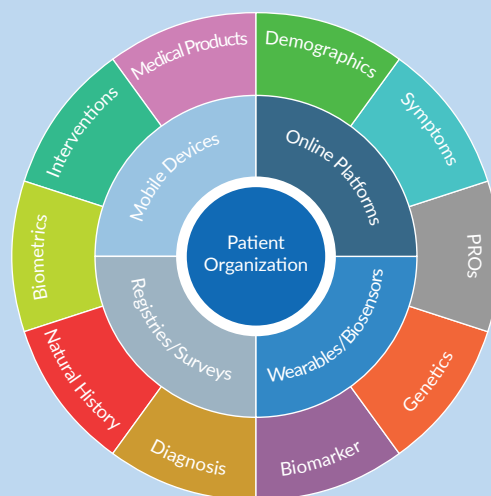 Medical Products
Demographics
Symptoms
PROs
Genetics
Biomarker
Diagnosis
Natural History
Biometrics
Interventions
Mobile Devices
Online Platforms
Wearables/Biosensors
Registries/Surveys
Patient
Organization